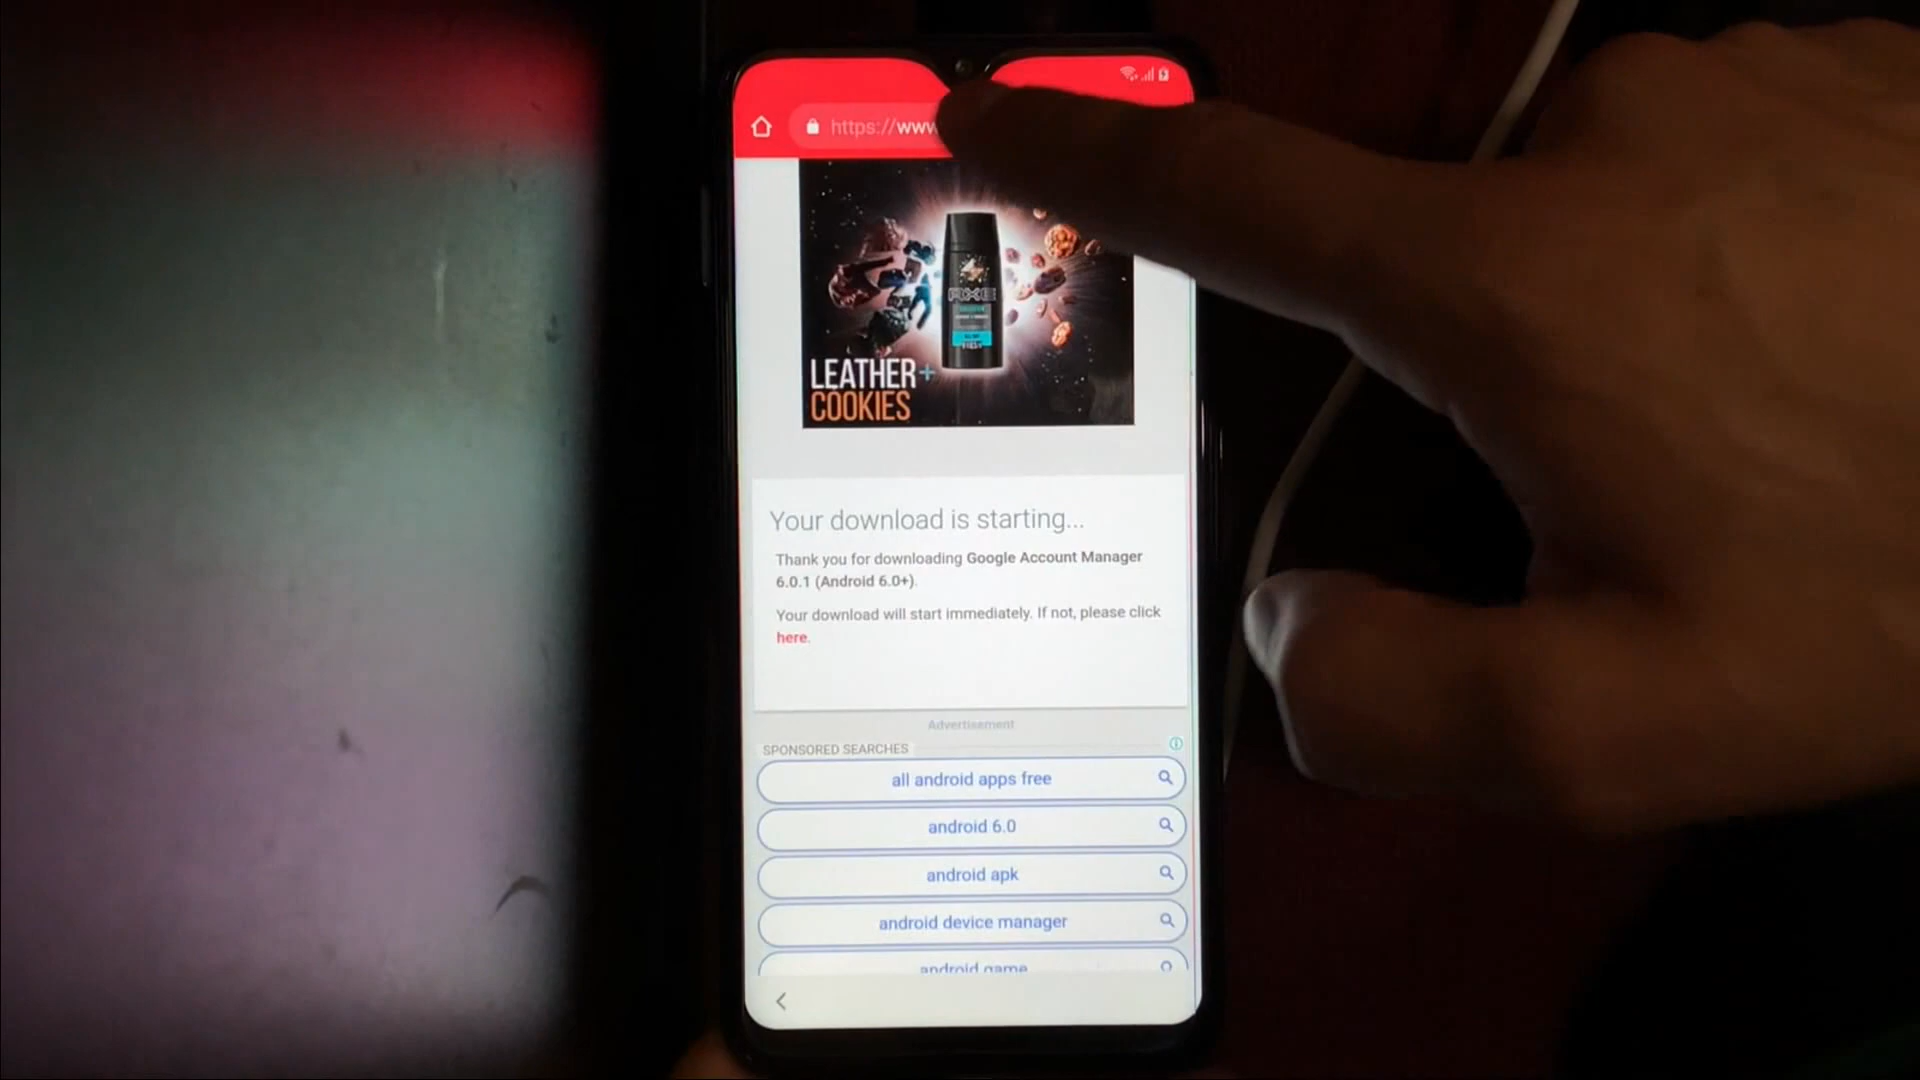 https://www
AXE
LEATHER+
COOKIES
Your download is starting...
Thank you for downloading Google Account Manager
6.0.1 (Android 6.0+).
Your download will start immediately. If not, please click
here.
Advertisement
SPONSORED SEARCHES
all android apps free
android 6.0
android apk
android device manager
android game